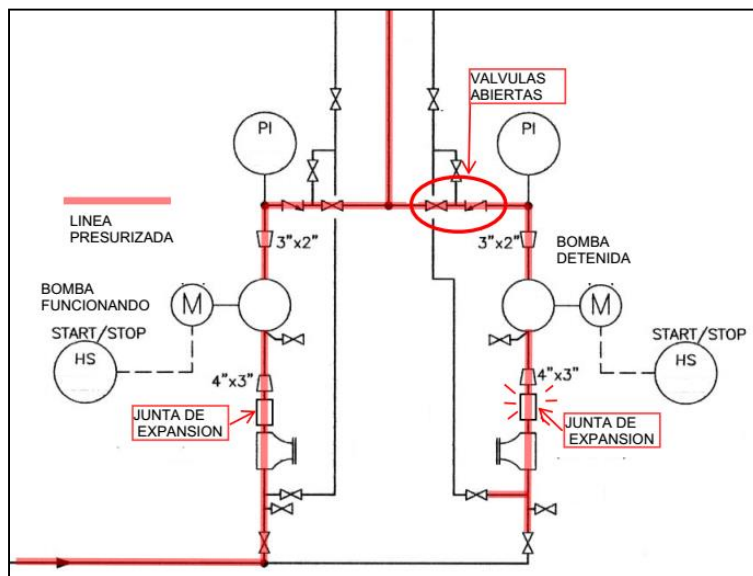 VALVULAS
ABIERTAS
PI
PI
LINEA
PRESURIZADA
3"x2"
3"x2"
BOMBA
DETENIDA
BOMBA
FUNCIONANDO
M
M
START/STOP
HS
START/STOP
HS
4"x3"
4"x3"
JUNTA DE
EXPANSION
JUNTA DE
EXPANSION